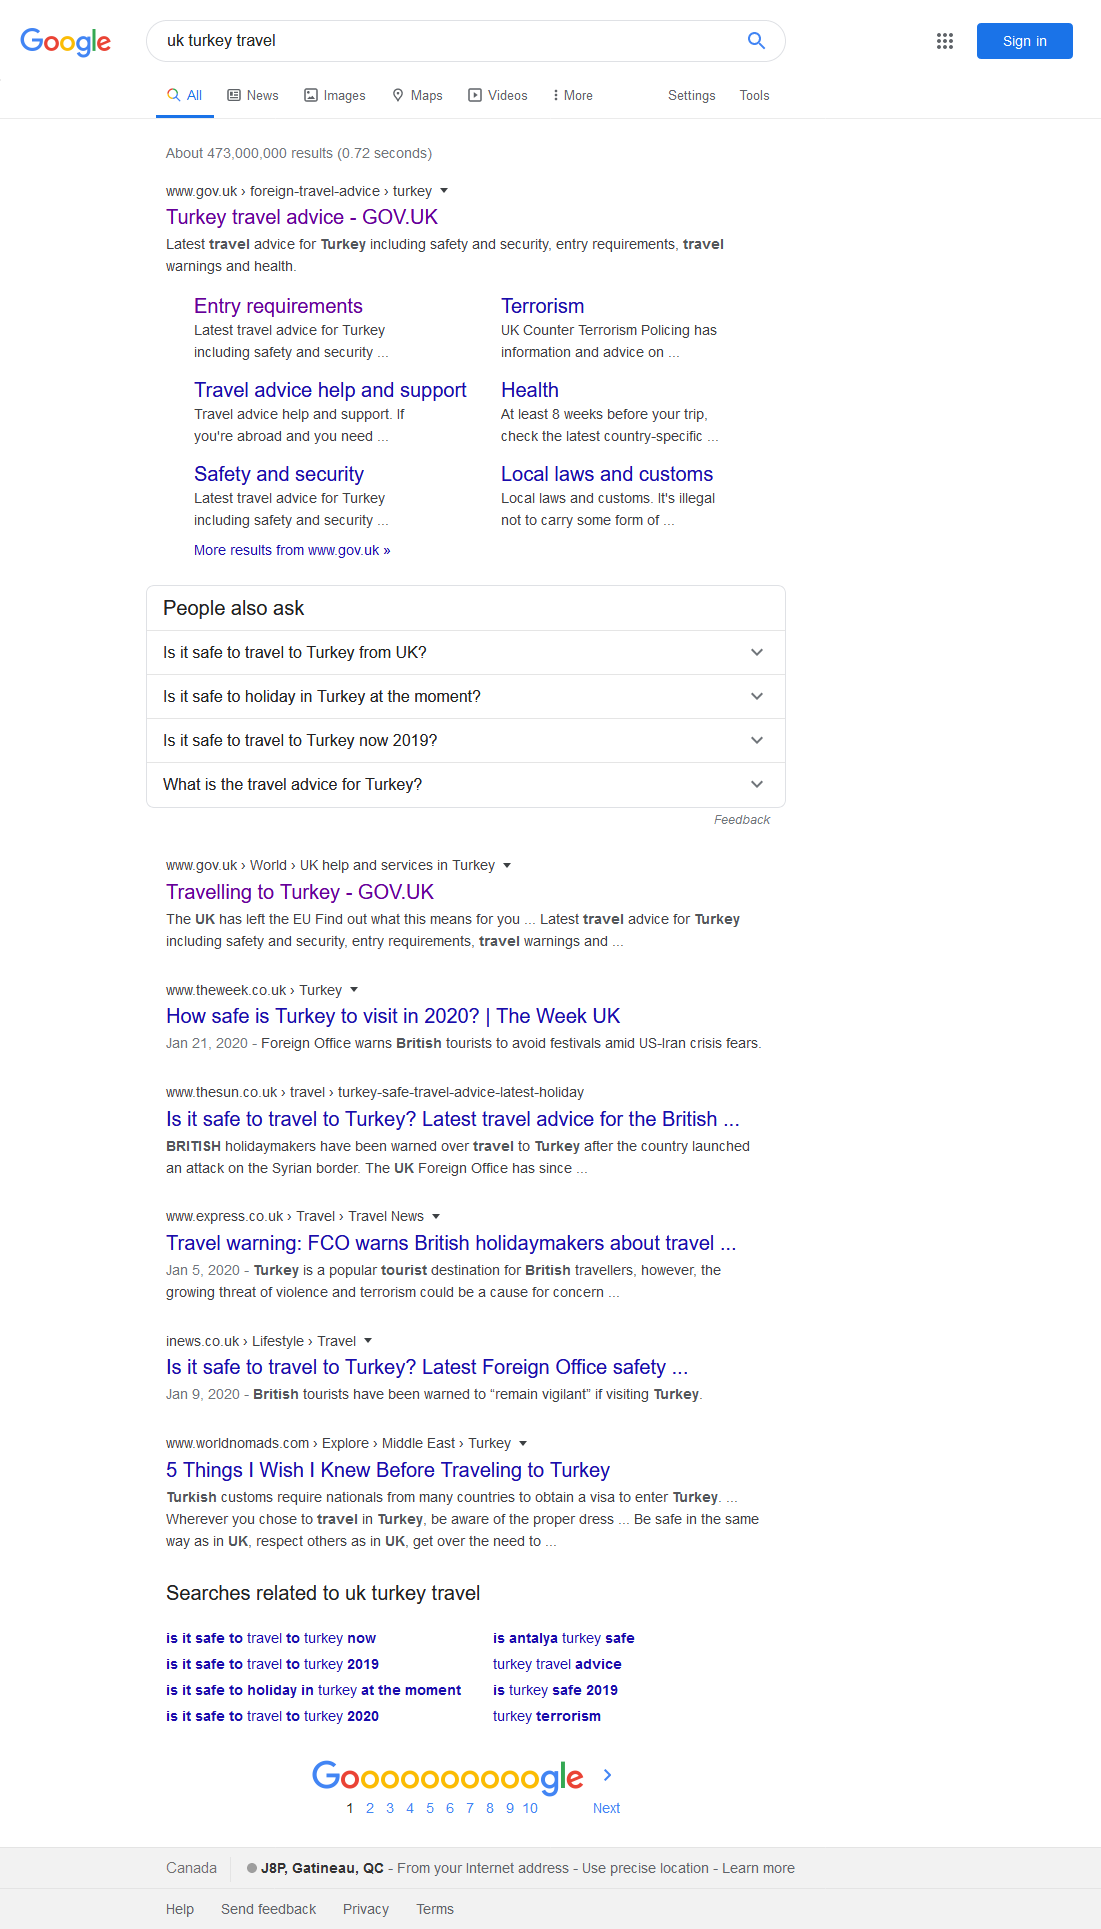 Google
uk turkey travel
Sign in
All News Images Maps Videos More Settings Tools
About 473,000,000 results (0.72 seconds)
www.gov.uk › foreign-travel-advice › turkey
Turkey travel advice - GOV.UK
Latest travel advice for Turkey including safety and security, entry requirements, travel
warnings and health.
Entry requirements
Latest travel advice for Turkey
including safety and security ...
Terrorism
UK Counter Terrorism Policing has
information and advice on ...
Travel advice help and support
Travel advice help and support. If
you're abroad and you need ...
Health
At least 8 weeks before your trip,
check the latest country-specific ...
Safety and security
Latest travel advice for Turkey
including safety and security ...
Local laws and customs
Local laws and customs. It's illegal
not to carry some form of ...
More results from www.gov.uk »
People also ask
Is it safe to travel to Turkey from UK?
Is it safe to holiday in Turkey at the moment?
Is it safe to travel to Turkey now 2019?
What is the travel advice for Turkey?
Feedback
www.gov.uk › World › UK help and services in Turkey
Travelling to Turkey - GOV.UK
The UK has left the EU Find out what this means for you ... Latest travel advice for Turkey
including safety and security, entry requirements, travel warnings and ...
www.theweek.co.uk › Turkey
How safe is Turkey to visit in 2020? | The Week UK
Jan 21, 2020 - Foreign Office warns British tourists to avoid festivals amid US-Iran crisis fears.
www.thesun.co.uk › travel › turkey-safe-travel-advice-latest-holiday
Is it safe to travel to Turkey? Latest travel advice for the British ...
BRITISH holidaymakers have been warned over travel to Turkey after the country launched
an attack on the Syrian border. The UK Foreign Office has since ...
www.express.co.uk › Travel › Travel News
Travel warning: FCO warns British holidaymakers about travel ...
Jan 5, 2020 - Turkey is a popular tourist destination for British travellers, however, the
growing threat of violence and terrorism could be a cause for concern ...
inews.co.uk › Lifestyle › Travel
Is it safe to travel to Turkey? Latest Foreign Office safety ...
Jan 9, 2020 - British tourists have been warned to “remain vigilant” if visiting Turkey.
www.worldnomads.com › Explore › Middle East › Turkey
5 Things I Wish I Knew Before Traveling to Turkey
Turkish customs require nationals from many countries to obtain a visa to enter Turkey. ...
Wherever you chose to travel in Turkey, be aware of the proper dress ... Be safe in the same
way as in UK, respect others as in UK, get over the need to ...
Searches related to uk turkey travel
is it safe to travel to turkey now
is it safe to travel to turkey 2019
is it safe to holiday in turkey at the moment
is it safe to travel to turkey 2020
is antalya turkey safe
turkey travel advice
is turkey safe 2019
turkey terrorism
Goooooooooogle
1 2 3 4 5 6 7 8 9 10 Next
Canada J8P, Gatineau, QC - From your Internet address - Use precise location - Learn more
Help Send feedback Privacy Terms